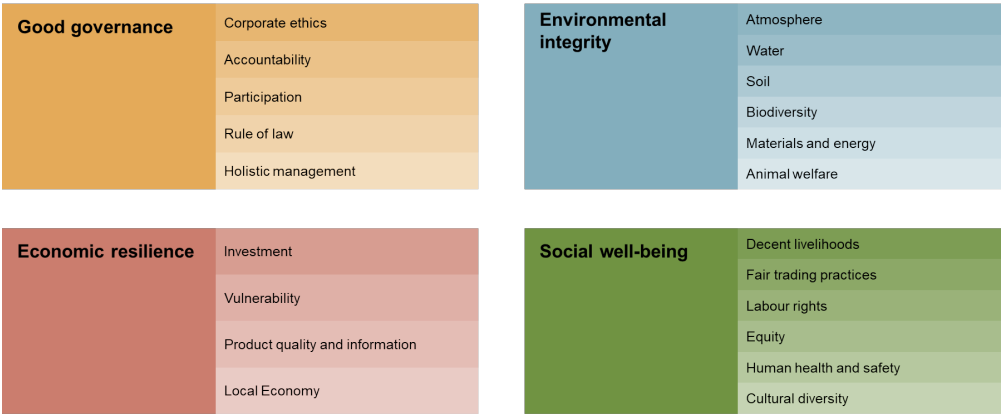 Good governance
Corporate ethics
Accountability
Participation
Rule of law
Holistic management
Environmental
integrity
Atmosphere
Water
Soil
Biodiversity
Materials and energy
Animal welfare
Economic resilience
Investment
Vulnerability
Product quality and information
Local Economy
Social well-being
Decent livelihoods
Fair trading practices
Labour rights
Equity
Human health and safety
Cultural diversity